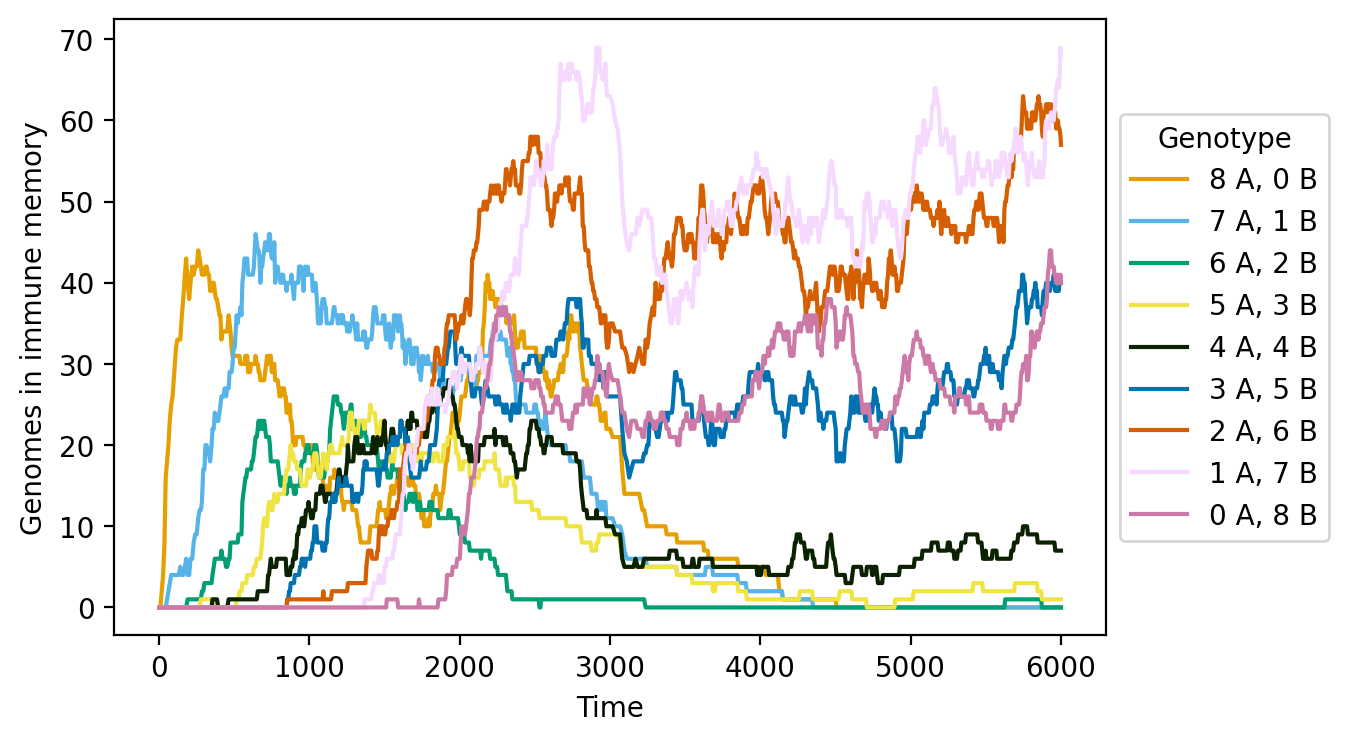 70
60
50
40
30
20
10
0
Genomes in immune memory
0
1000
2000
3000
4000
5000
6000
Time
Genotype
8 A, 0 B
7 A, 1 B
6 A, 2 B
5 A, 3 B
4 A, 4 B
3 A, 5 B
2 A, 6 B
1 A, 7 B
0 A, 8 B